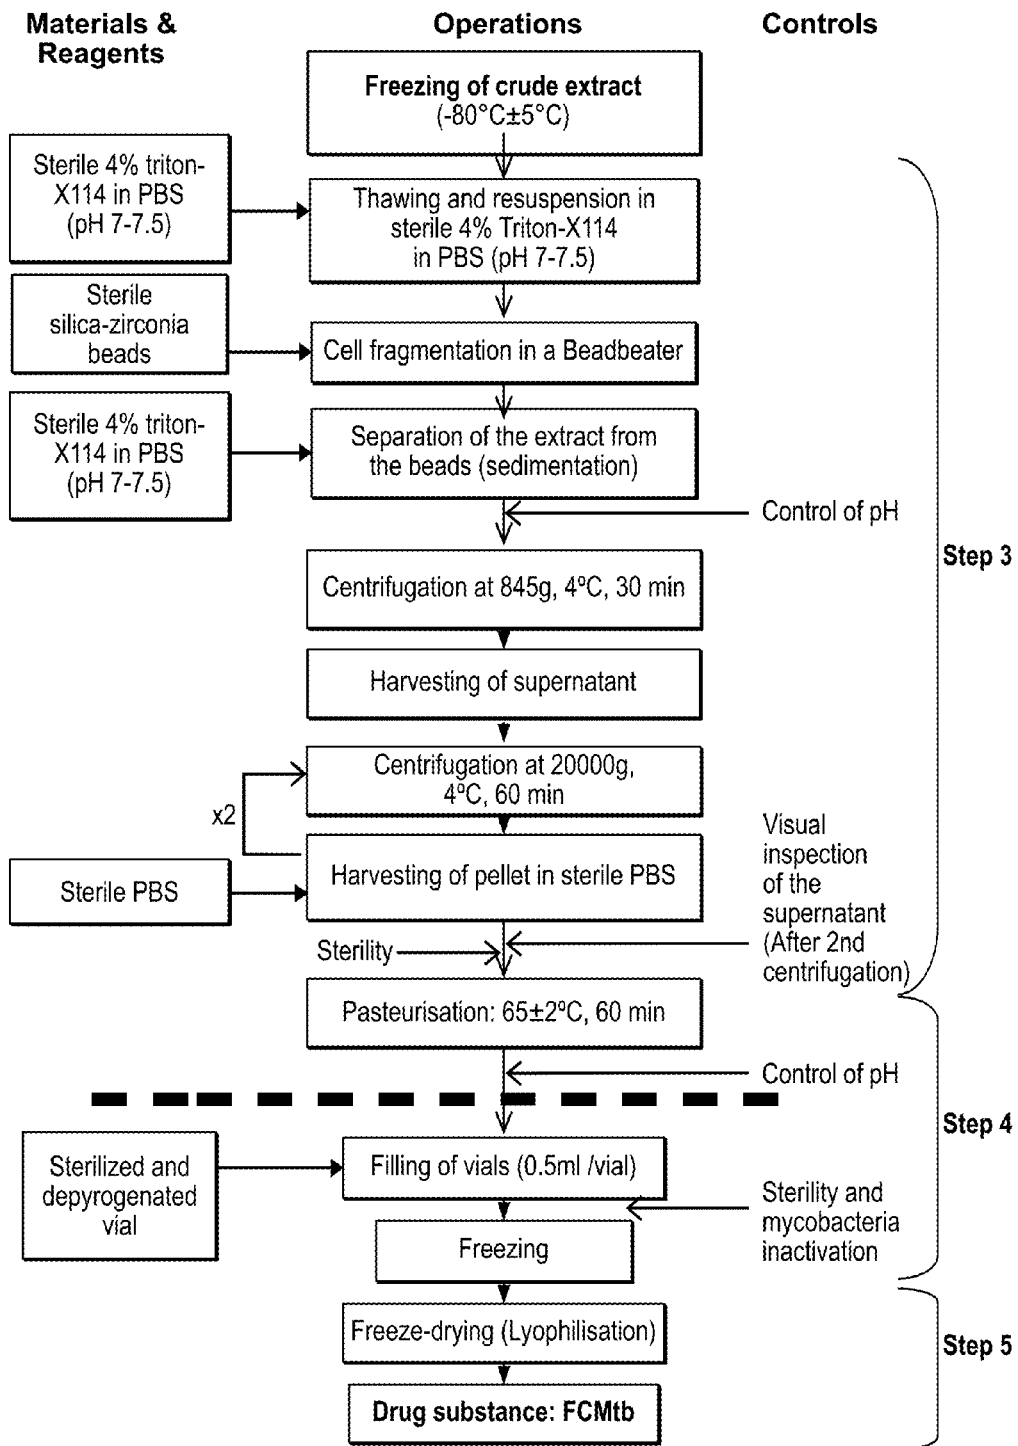 Materials &
Reagents
Operations
Controls
Freezing of crude extract
(-80°C±5°C)
Sterile 4% triton-
X114 in PBS
(pH 7-7.5)
Thawing and resuspension in
sterile 4% Triton-X114
in PBS (pH 7-7.5)
Sterile
silica-zirconia
beads
Cell fragmentation in a Beadbeater
Sterile 4% triton-
X114 in PBS
(pH 7-7.5)
Separation of the extract from
the beads (sedimentation)
Control of pH
Step 3
Centrifugation at 845g, 4ºC, 30 min
Harvesting of supernatant
Centrifugation at 20000g,
4ºC, 60 min
x2
Harvesting of pellet in sterile PBS
Sterile PBS
Visual
inspection
of the
supernatant
(After 2nd
centrifugation)
Sterility
Pasteurisation: 65±2ºC, 60 min
Control of pH
Step 4
Sterilized and
depyrogenated
vial
Filling of vials (0.5ml /vial)
Sterility and
mycobacteria
inactivation
Freezing
Freeze-drying (Lyophilisation)
Step 5
Drug substance: FCMtb